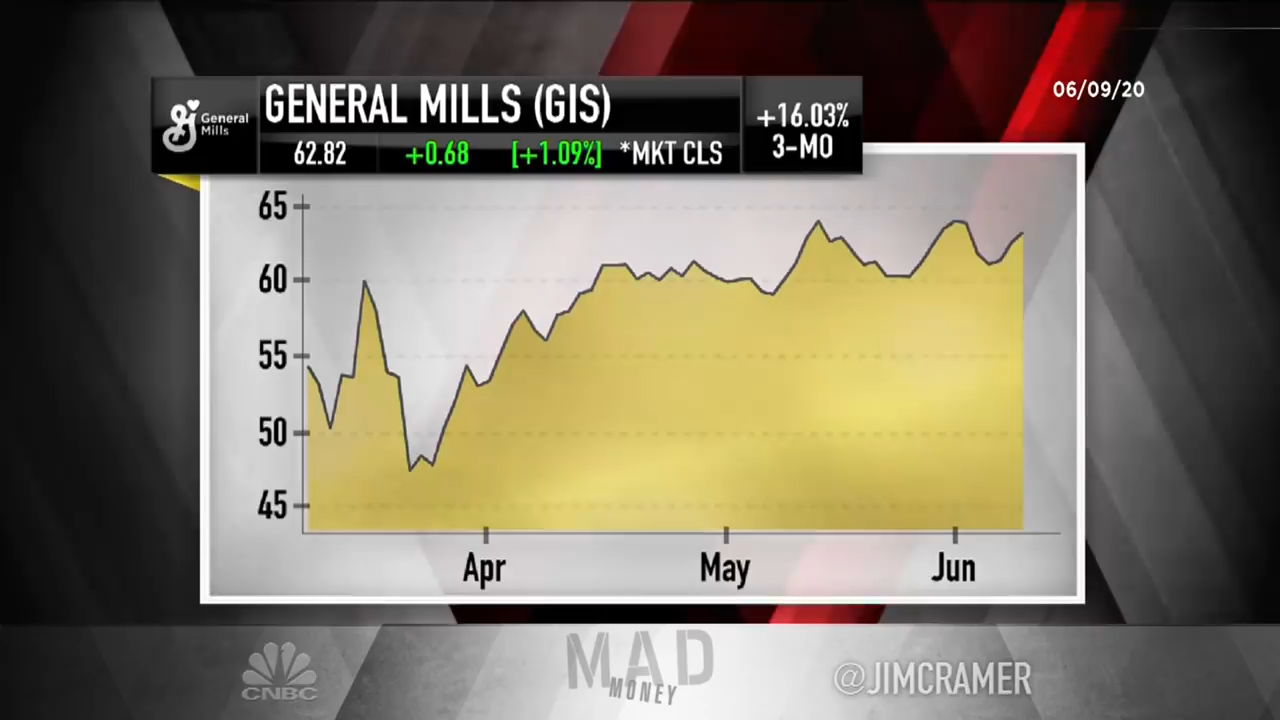 06/09/20
General
Mills
GENERAL MILLS (GIS)
62.82 +0.68 [+1.09%] *MKT CLS
+16.03%
3-MO
65
60
55
50
45
Apr May Jun
CNBC
MAD
MONEY
@JIMCRAMER